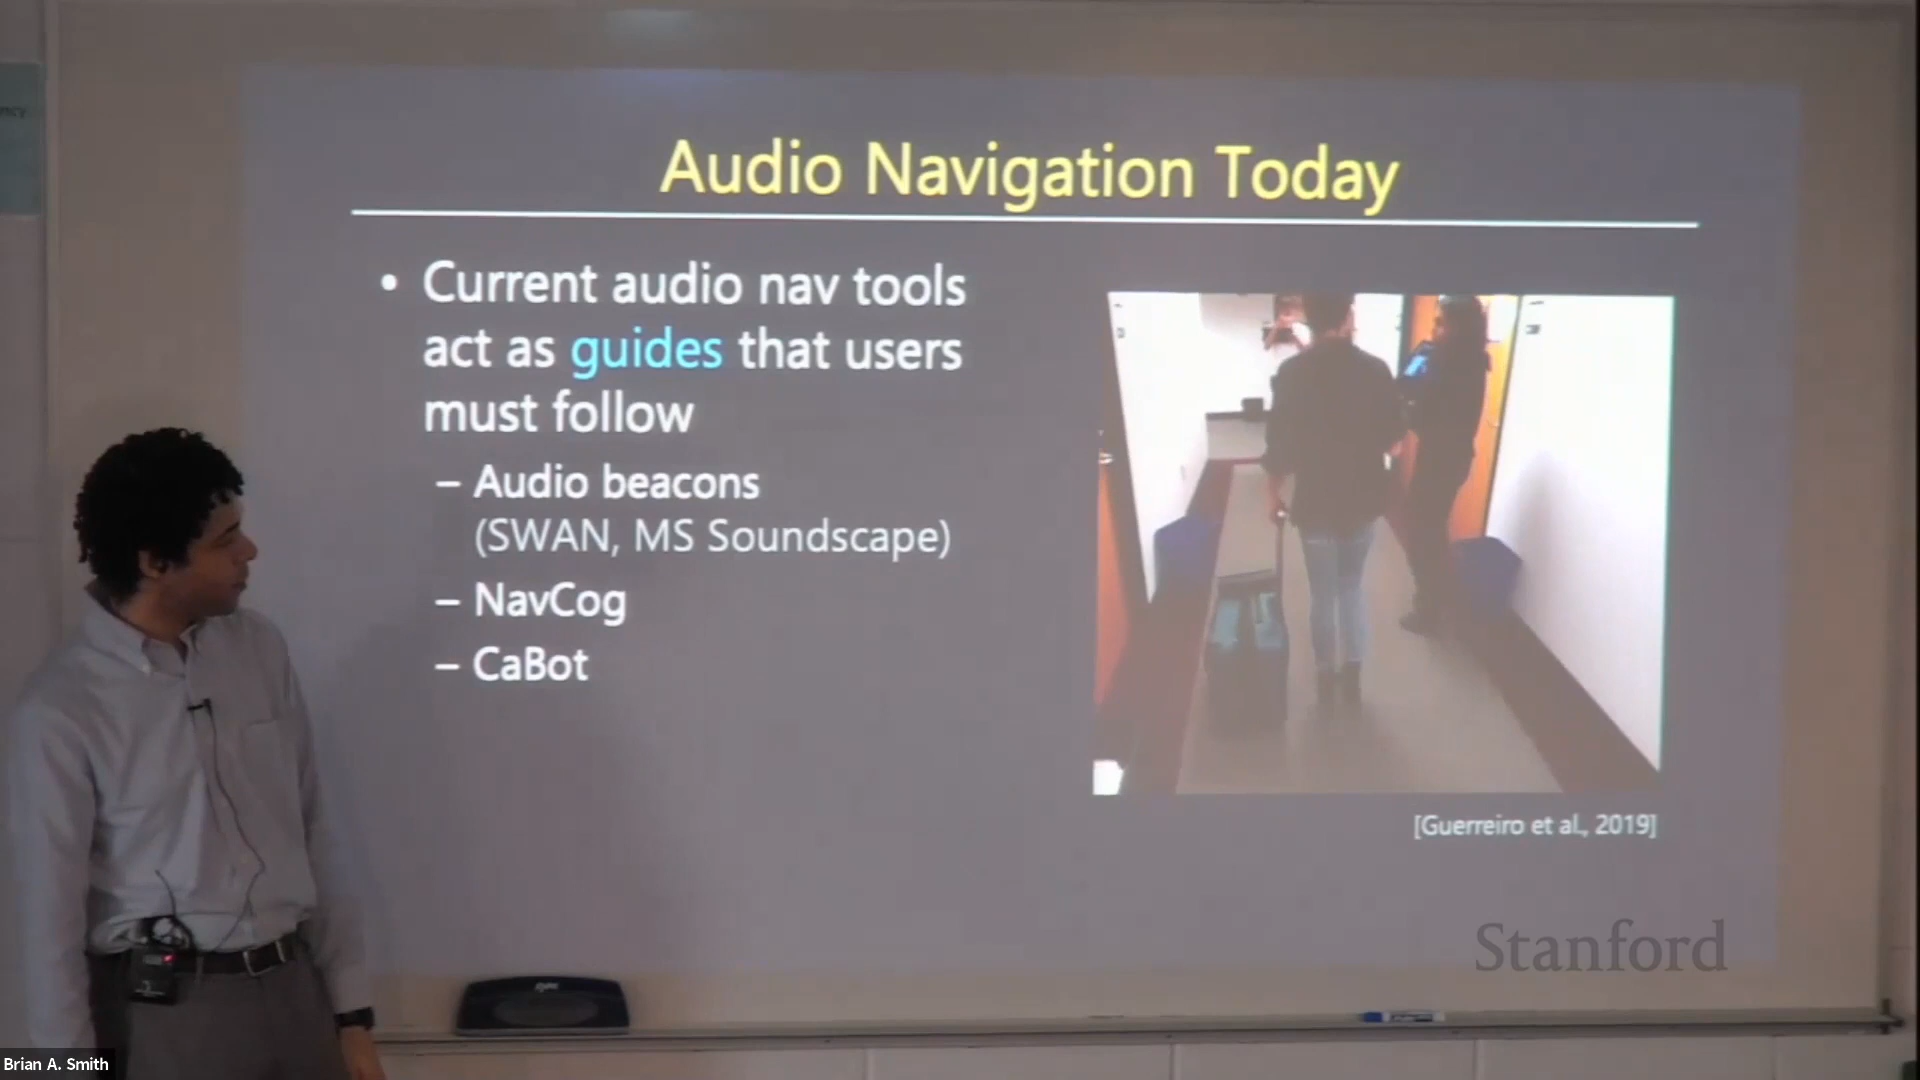 Audio Navigation Today
• Current audio nav tools
act as guides that users
must follow
– Audio beacons
(SWAN, MS Soundscape)
– NavCog
– CaBot
[Guerreiro et al., 2019]
Stanford
Brian A. Smith